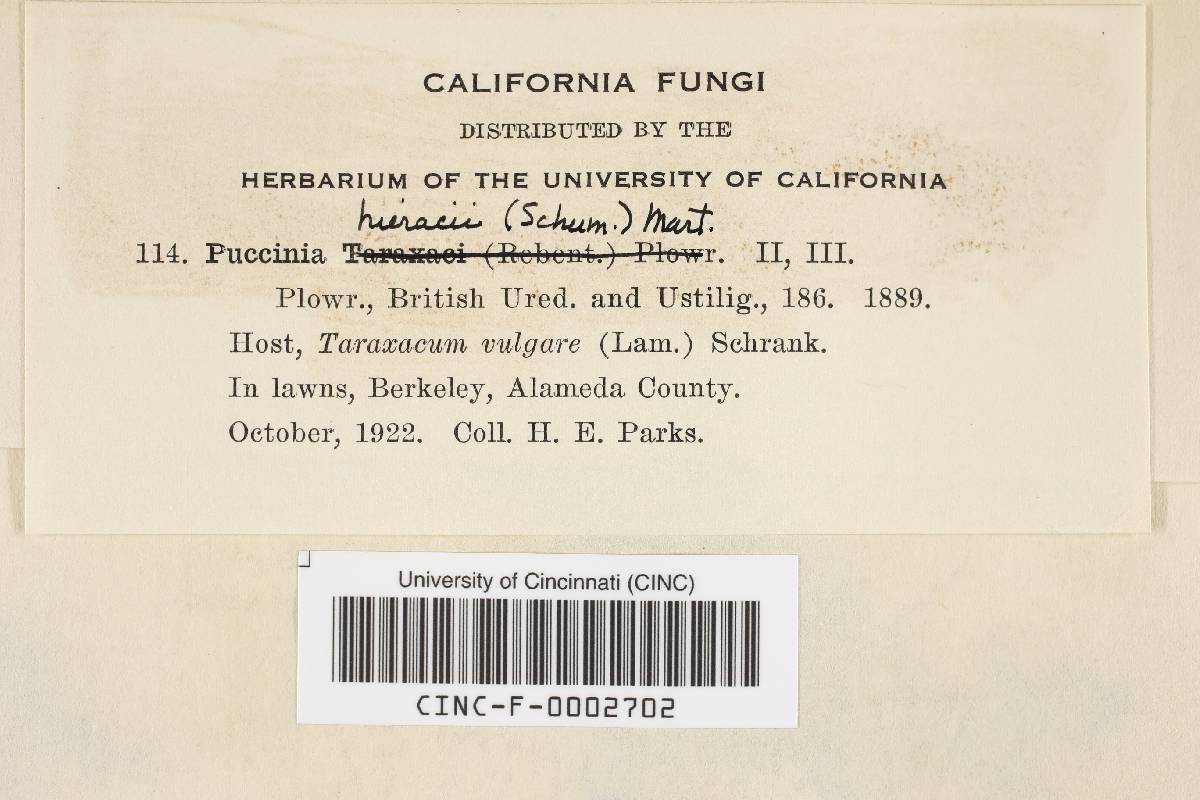 CALIFORNIA FUNGI
DISTRIBUTED BY THE
HERBARIUM OF THE UNIVERSITY OF CALIFORNIA
hieracii (Schum.) Mart.
114. Puccinia Taraxaci (Rebent.) Plowr. II, III.
Plowr., British Ured. and Ustilig., 186. 1889.
Host, Taraxacum vulgare (Lam.) Schrank.
In lawns, Berkeley, Alameda County.
October, 1922. Coll. H. E. Parks.
University of Cincinnati (CINC)
CINC-F-0002702